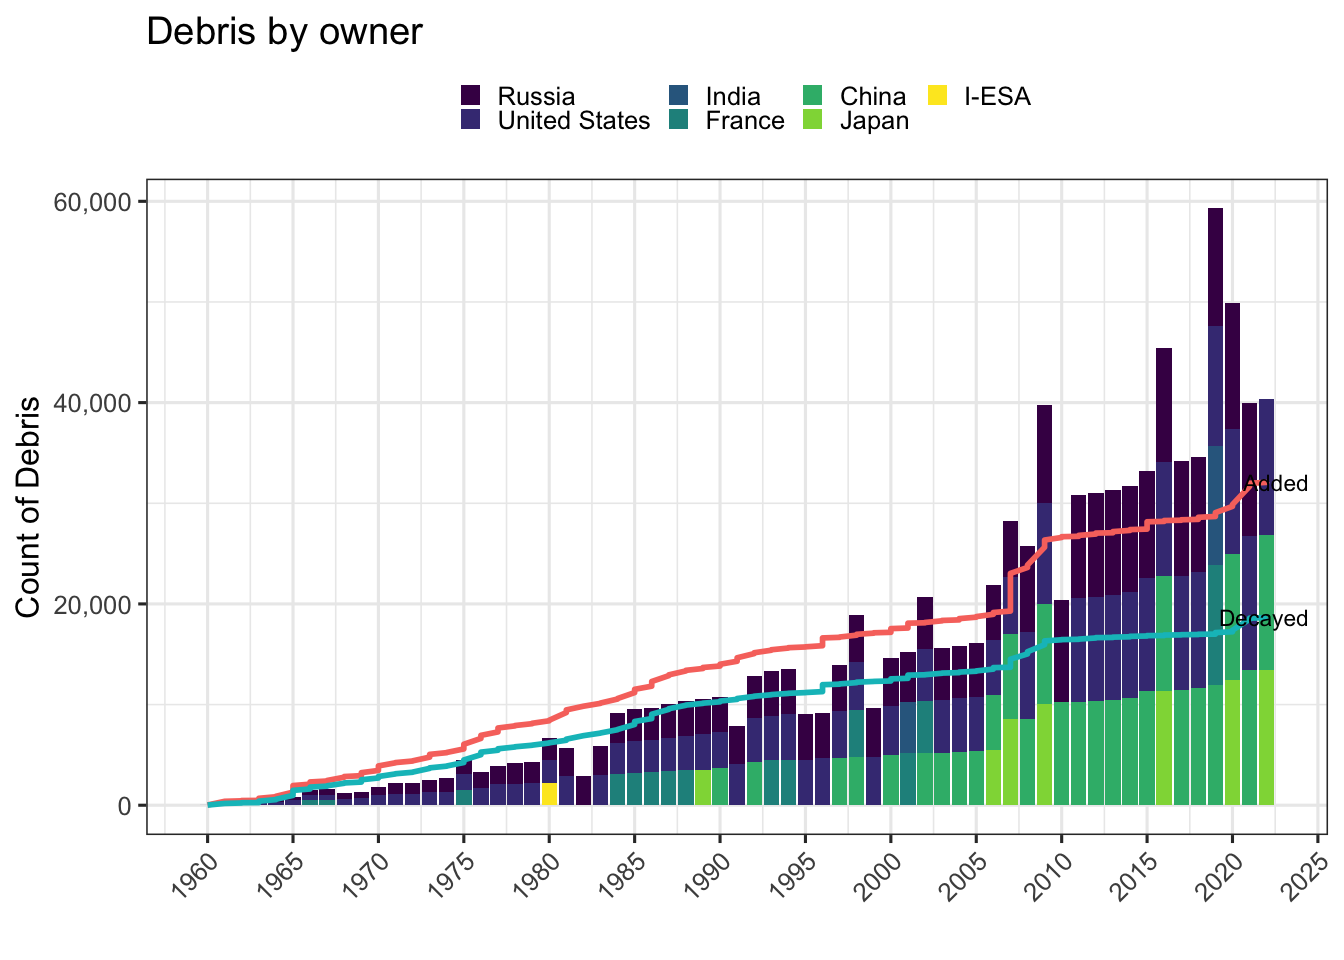 Debris by owner
Russia India China I-ESA
United States France Japan
60,000
40,000
20,000
0
Count of Debris
Added
Decayed
1960 1965 1970 1975 1980 1985 1990 1995 2000 2005 2010 2015 2020 2025